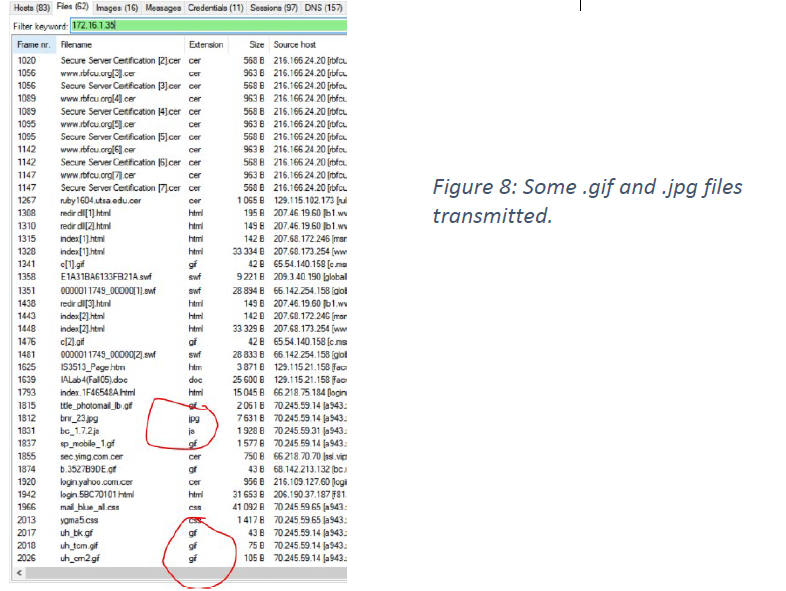 Hosts (83) Files (62) Images (16) Messages Credentials (11) Sessions (97) DNS (157)
Filter keyword: 172.16.1.35
Frame nr. Filename Extension Size Source host
1020 Secure Server Certification [2].cer cer 568 B 216.166.24.20 [rbfcu.
1056 www.rbfcu.org[3].cer cer 963 B 216.166.24.20 [rbfcu.
1056 Secure Server Certification [3].cer cer 568 B 216.166.24.20 [rbfcu.
1089 www.rbfcu.org[4].cer cer 963 B 216.166.24.20 [rbfcu.
1089 Secure Server Certification [4].cer cer 568 B 216.166.24.20 [rbfcu.
1095 www.rbfcu.org[5].cer cer 963 B 216.166.24.20 [rbfcu.
1095 Secure Server Certification [5].cer cer 568 B 216.166.24.20 [rbfcu.
1142 www.rbfcu.org[6].cer cer 963 B 216.166.24.20 [rbfcu.
1142 Secure Server Certification [6].cer cer 568 B 216.166.24.20 [rbfcu.
1147 www.rbfcu.org[7].cer cer 963 B 216.166.24.20 [rbfcu.
1147 Secure Server Certification [7].cer cer 568 B 216.166.24.20 [rbfcu.
1267 ruby1604.utsa.edu.cer cer 1 065 B 129.115.102.173 [rul
1308 redir.dll[1].html html 195 B 207.46.19.60 [lb1.ww
1310 redir.dll[2].html html 149 B 207.46.19.60 [lb1.ww
1315 index[1].html html 142 B 207.68.172.246 [msn
1328 index[1].html html 33 334 B 207.68.173.254 [www
1341 c[1].gif gif 42 B 65.54.140.158 [c.msn
1358 E1A31BA6133FB21A.swf swf 9 221 B 209.3.40.190 [global
1351 0000011749_00D00[1].swf swf 28 894 B 66.142.254.158 [glob
1438 redir.dll[3].html html 149 B 207.46.19.60 [lb1.ww
1443 index[2].html html 142 B 207.68.172.246 [msn
1448 index[2].html html 33 329 B 207.68.173.254 [www
1476 c[2].gif gif 42 B 65.54.140.158 [c.msn
1481 0000011749_00D00[2].swf swf 28 833 B 66.142.254.158 [glob
1625 IS3513_Page.htm htm 3 871 B 129.115.21.158 [facu
1639 IALab4(Fall05).doc doc 25 600 B 129.115.21.158 [facu
1793 index.1F46548A.html html 15 045 B 66.218.75.184 [login
1815 title_photomail_lb.gif gif 2 061 B 70.245.59.14 [a943.
1812 bnr_23.jpg jpg 7 631 B 70.245.59.14 [a943.
1831 bc_1.7.2.js js 1 928 B 70.245.59.31 [a943.
1837 sp_mobile_1.gif gif 1 577 B 70.245.59.14 [a943.
1855 sec.yimg.com.cer cer 750 B 66.218.70.70 [ssl.vip
1874 b.3527B9DE.gif gif 43 B 68.142.213.132 [bc.
1920 login.yahoo.com.cer cer 956 B 216.109.127.60 [logi
1942 login.5BC70101.html html 31 653 B 206.190.37.187 [f81.
1966 mail_blue_all.css css 41 092 B 70.245.59.65 [a943.
2013 ygma5.css css 1 417 B 70.245.59.65 [a943.
2017 uh_bk.gif gif 43 B 70.245.59.14 [a943.
2018 uh_tcrn.gif gif 75 B 70.245.59.14 [a943.
2026 uh_crn2.gif gif 105 B 70.245.59.14 [a943.
Figure 8: Some .gif and .jpg files
transmitted.